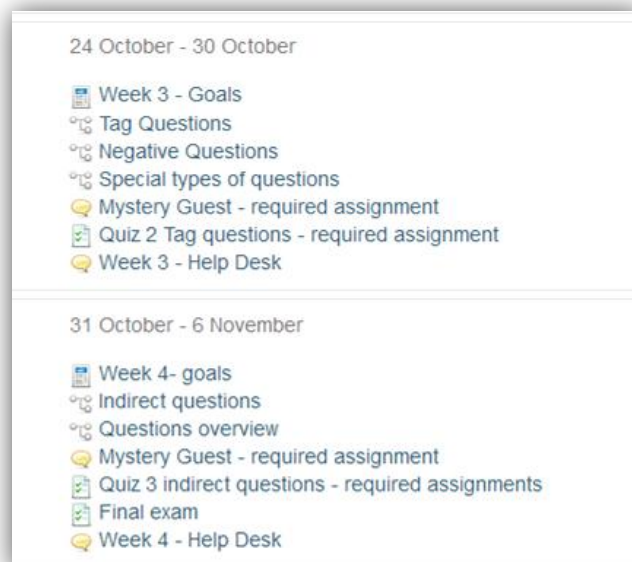 24 October - 30 October
Week 3 - Goals
Tag Questions
Negative Questions
Special types of questions
Mystery Guest - required assignment
Quiz 2 Tag questions - required assignment
Week 3 - Help Desk
31 October - 6 November
Week 4- goals
Indirect questions
Questions overview
Mystery Guest - required assignment
Quiz 3 indirect questions - required assignments
Final exam
Week 4 - Help Desk